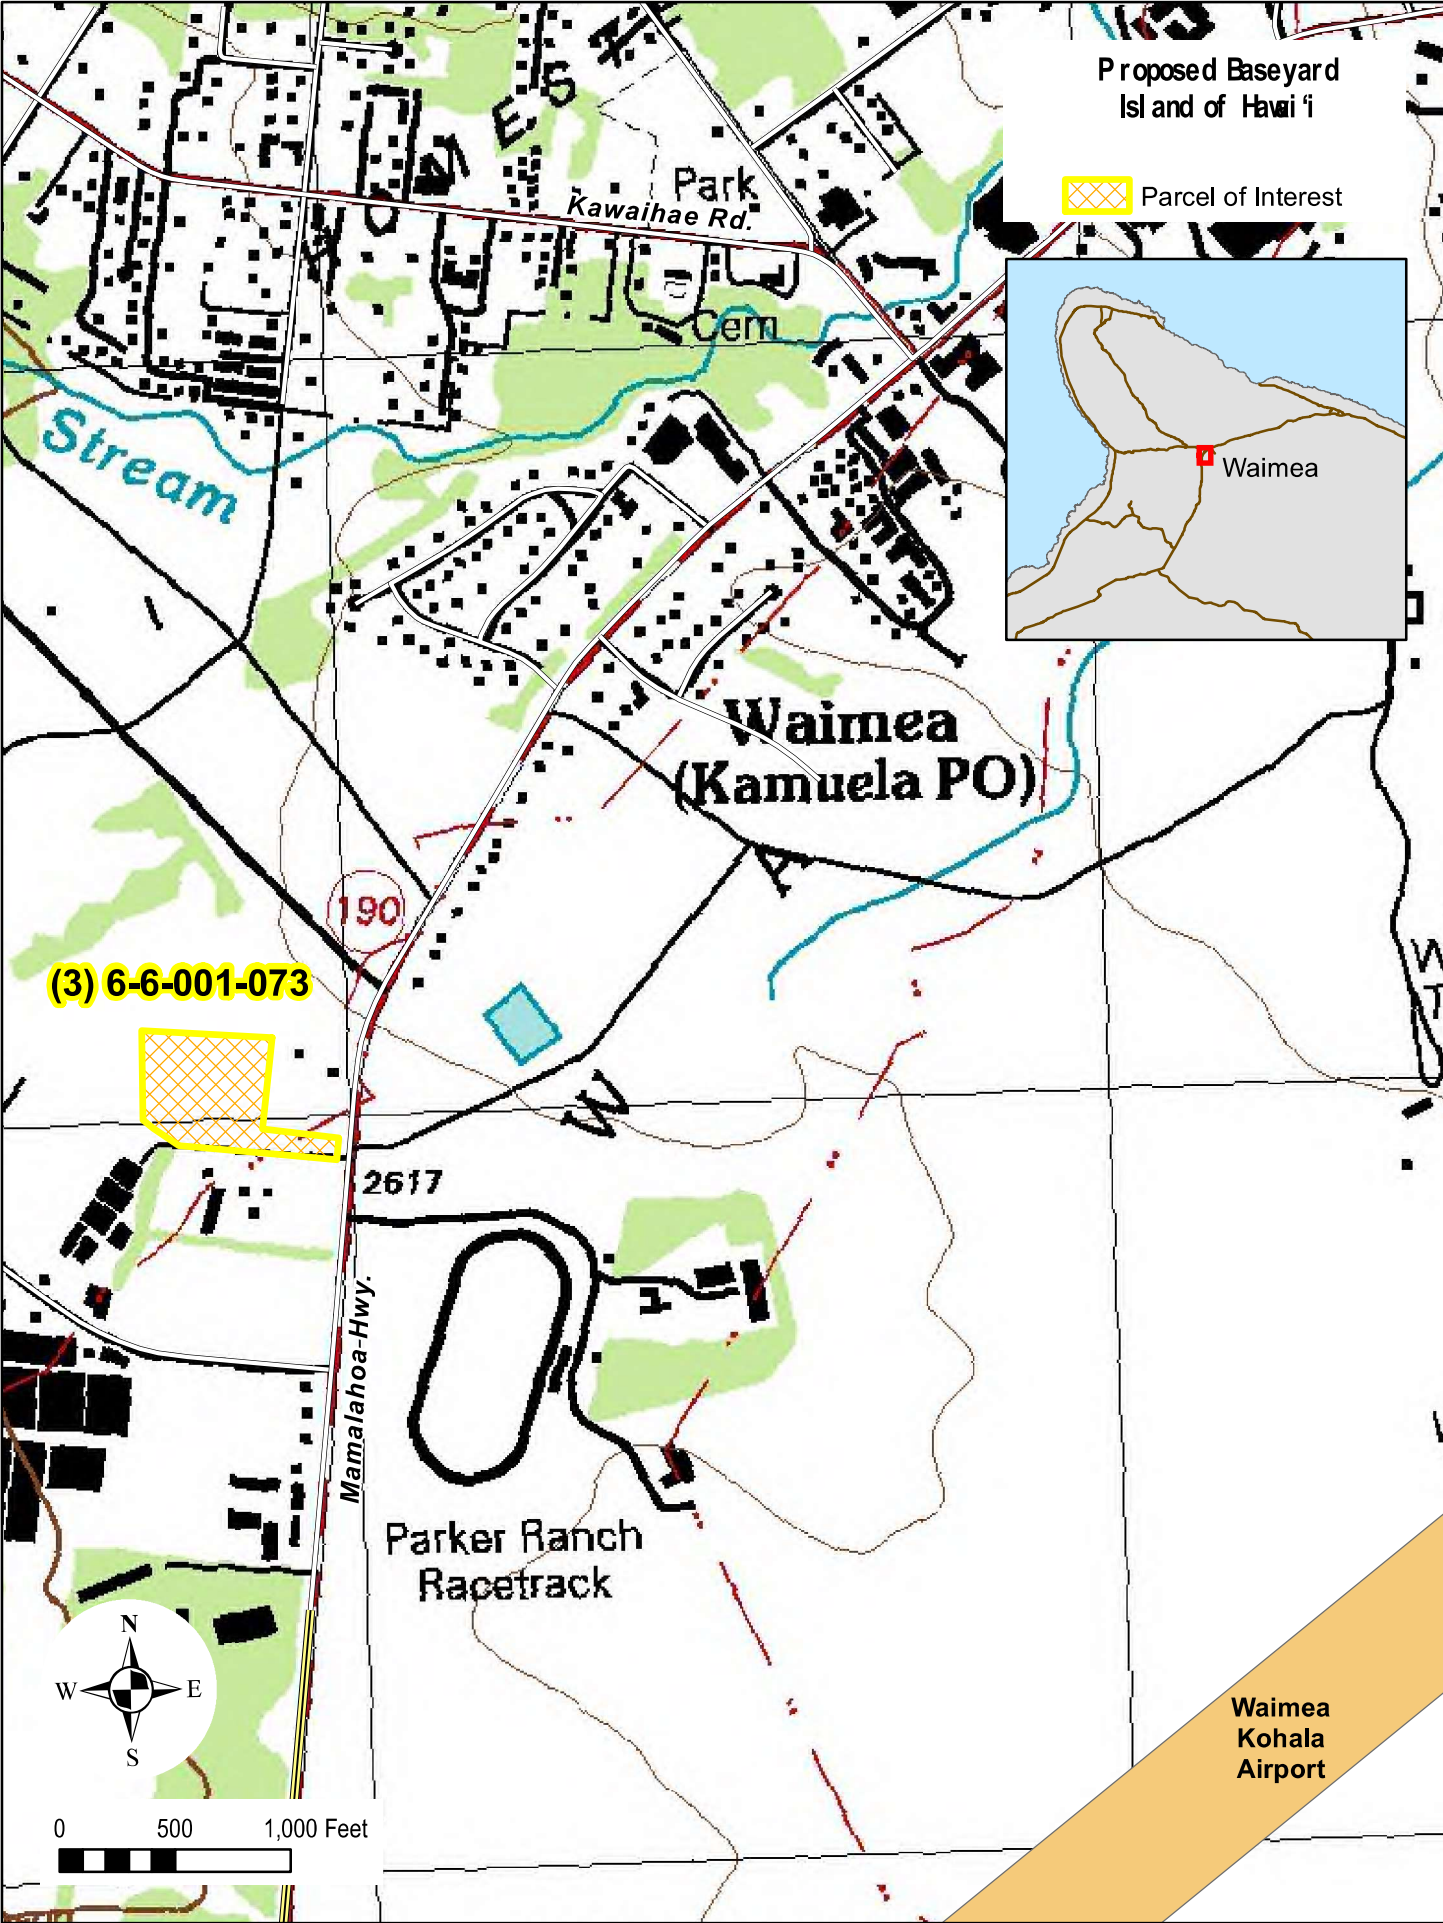 Proposed Baseyard
Island of Hawai‘i
Parcel of Interest
WEST
Park
Kawaihae Rd.
Cem
Stream
Waimea
Waimea
(Kamuela PO)
A
190
W
T
(3) 6-6-001-073
W
2617
Mamalahoa-Hwy.
Parker Ranch
Racetrack
N
W E
S
Waimea
Kohala
Airport
0 500 1,000 Feet